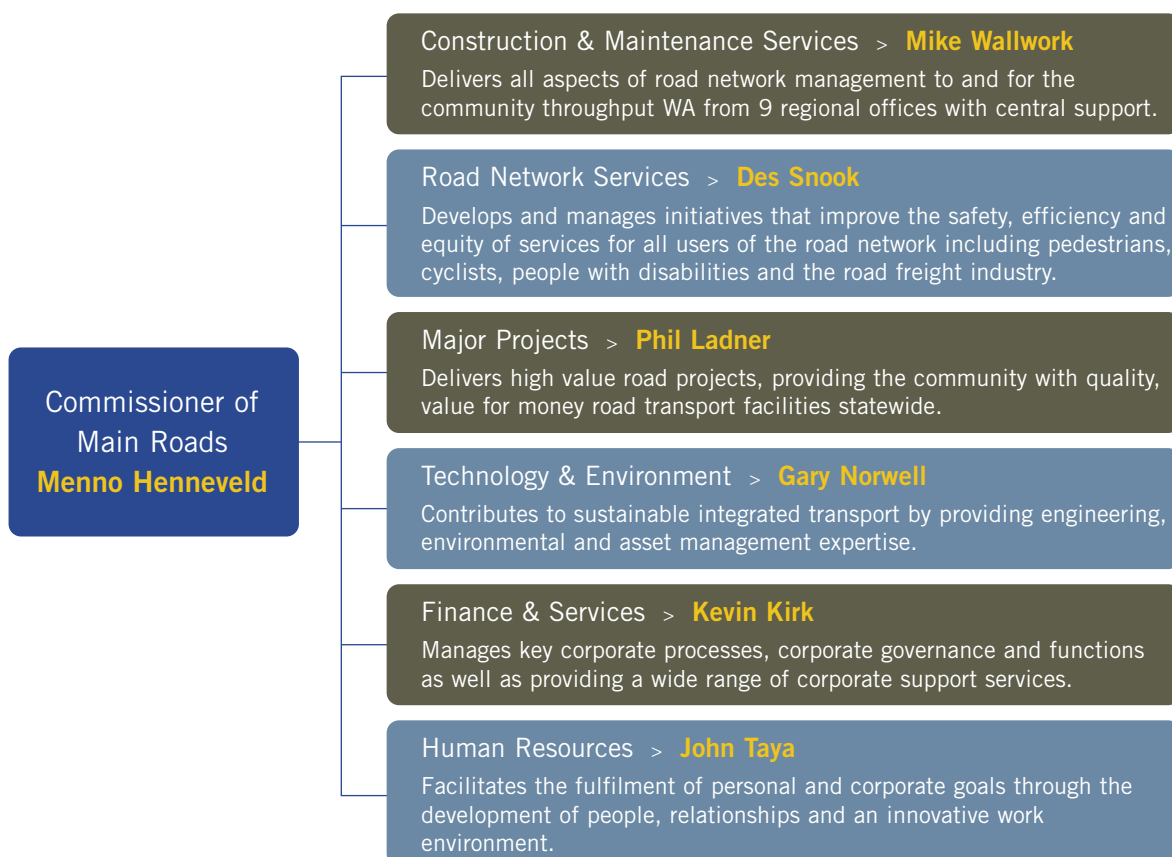 Construction & Maintenance Services > Mike Wallwork
Delivers all aspects of road network management to and for the
community throughput WA from 9 regional offices with central support.
Road Network Services > Des Snook
Develops and manages initiatives that improve the safety, efficiency and
equity of services for all users of the road network including pedestrians,
cyclists, people with disabilities and the road freight industry.
Major Projects > Phil Ladner
Delivers high value road projects, providing the community with quality,
value for money road transport facilities statewide.
Commissioner of
Main Roads
Menno Henneveld
Technology & Environment > Gary Norwell
Contributes to sustainable integrated transport by providing engineering,
environmental and asset management expertise.
Finance & Services > Kevin Kirk
Manages key corporate processes, corporate governance and functions
as well as providing a wide range of corporate support services.
Human Resources > John Taya
Facilitates the fulfilment of personal and corporate goals through the
development of people, relationships and an innovative work
environment.